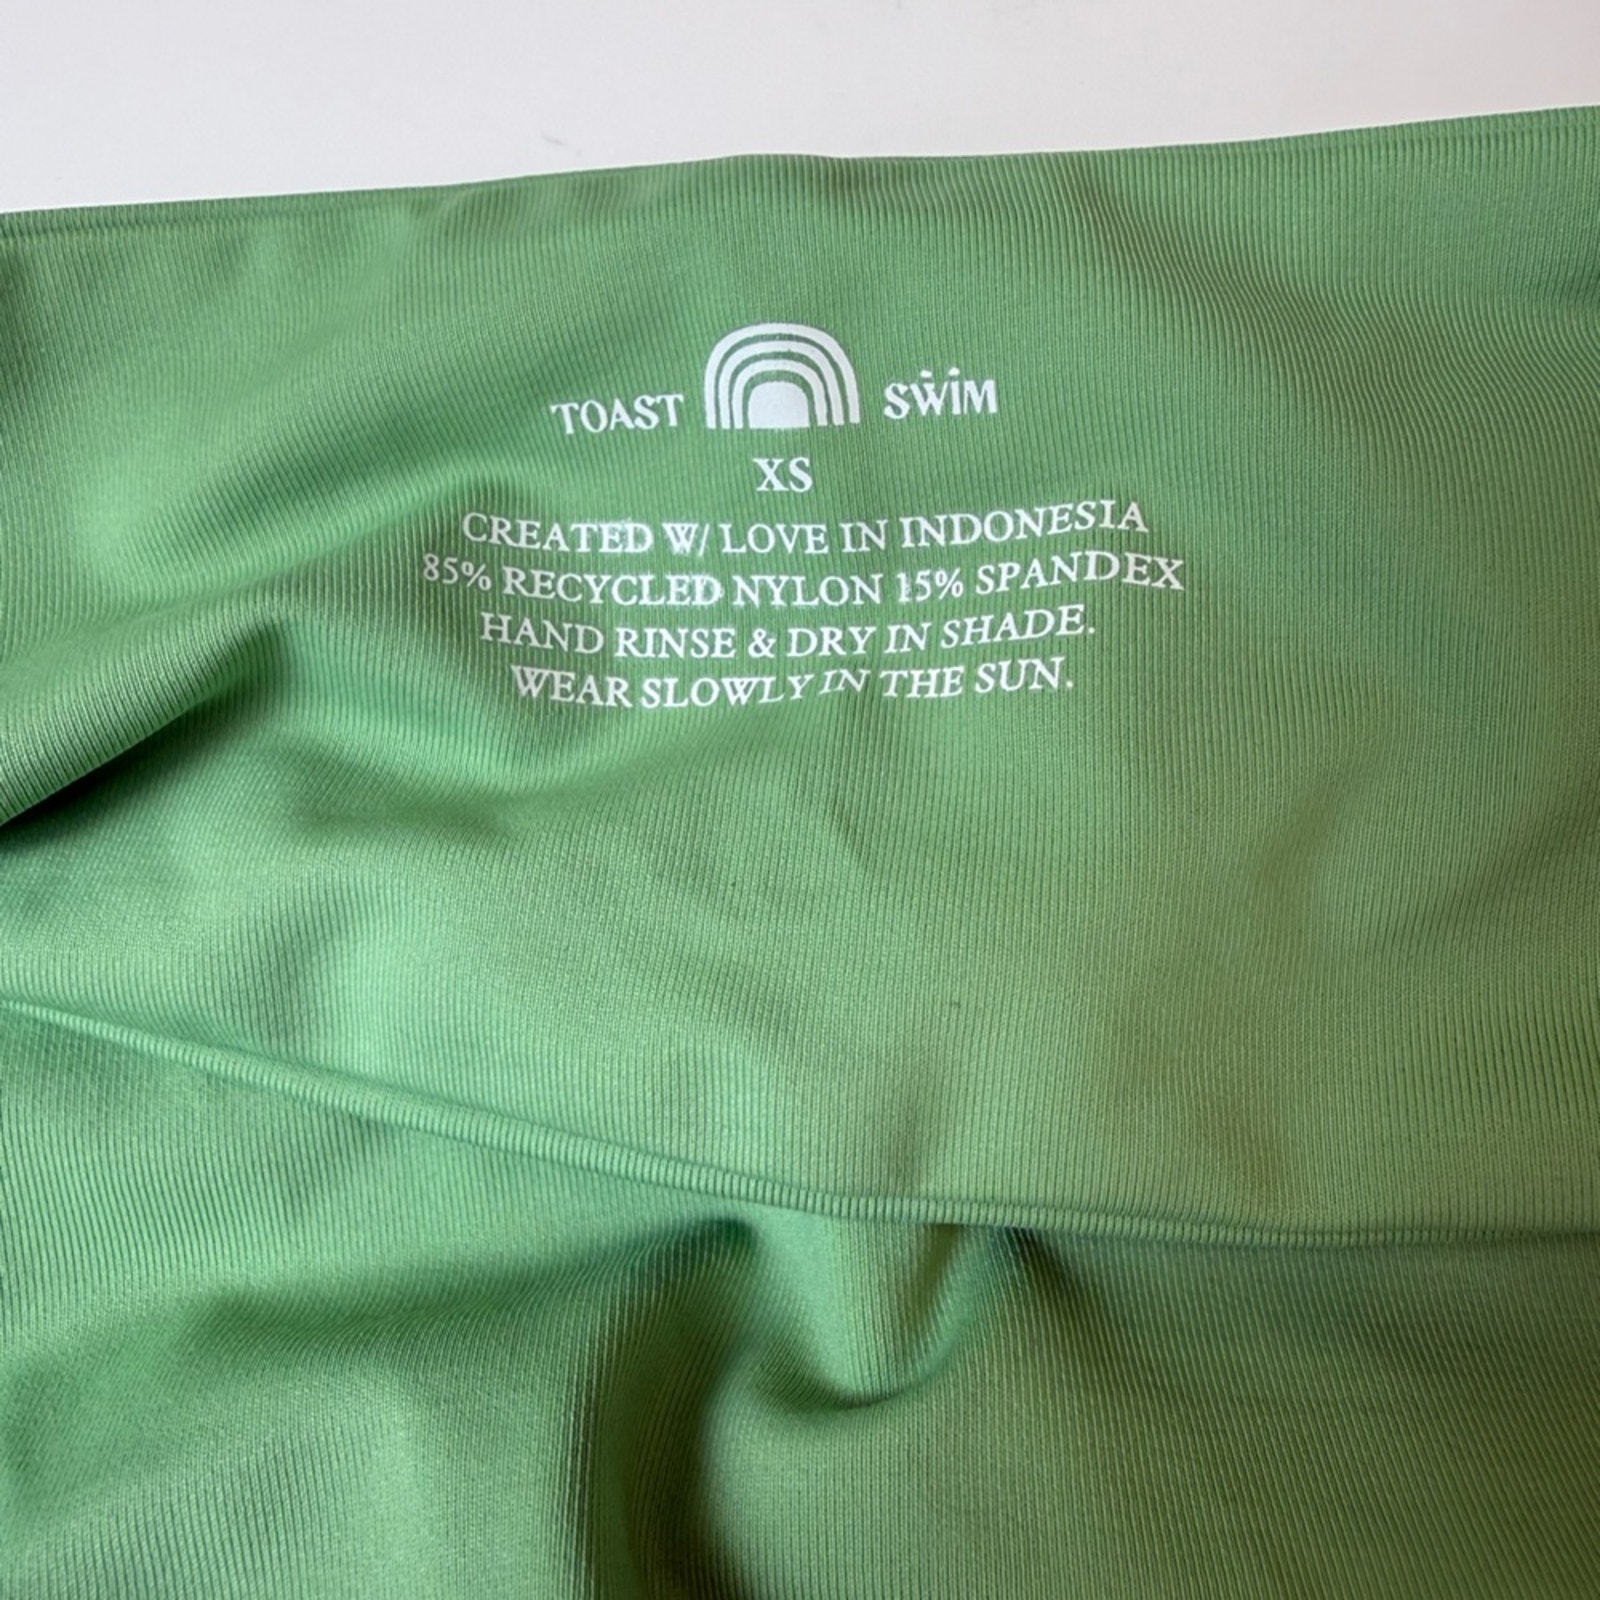 TOAST SWIM
XS
CREATED W/ LOVE IN INDONESIA
85% RECYCLED NYLON 15% SPANDEX
HAND RINSE & DRY IN SHADE.
WEAR SLOWLY IN THE SUN.